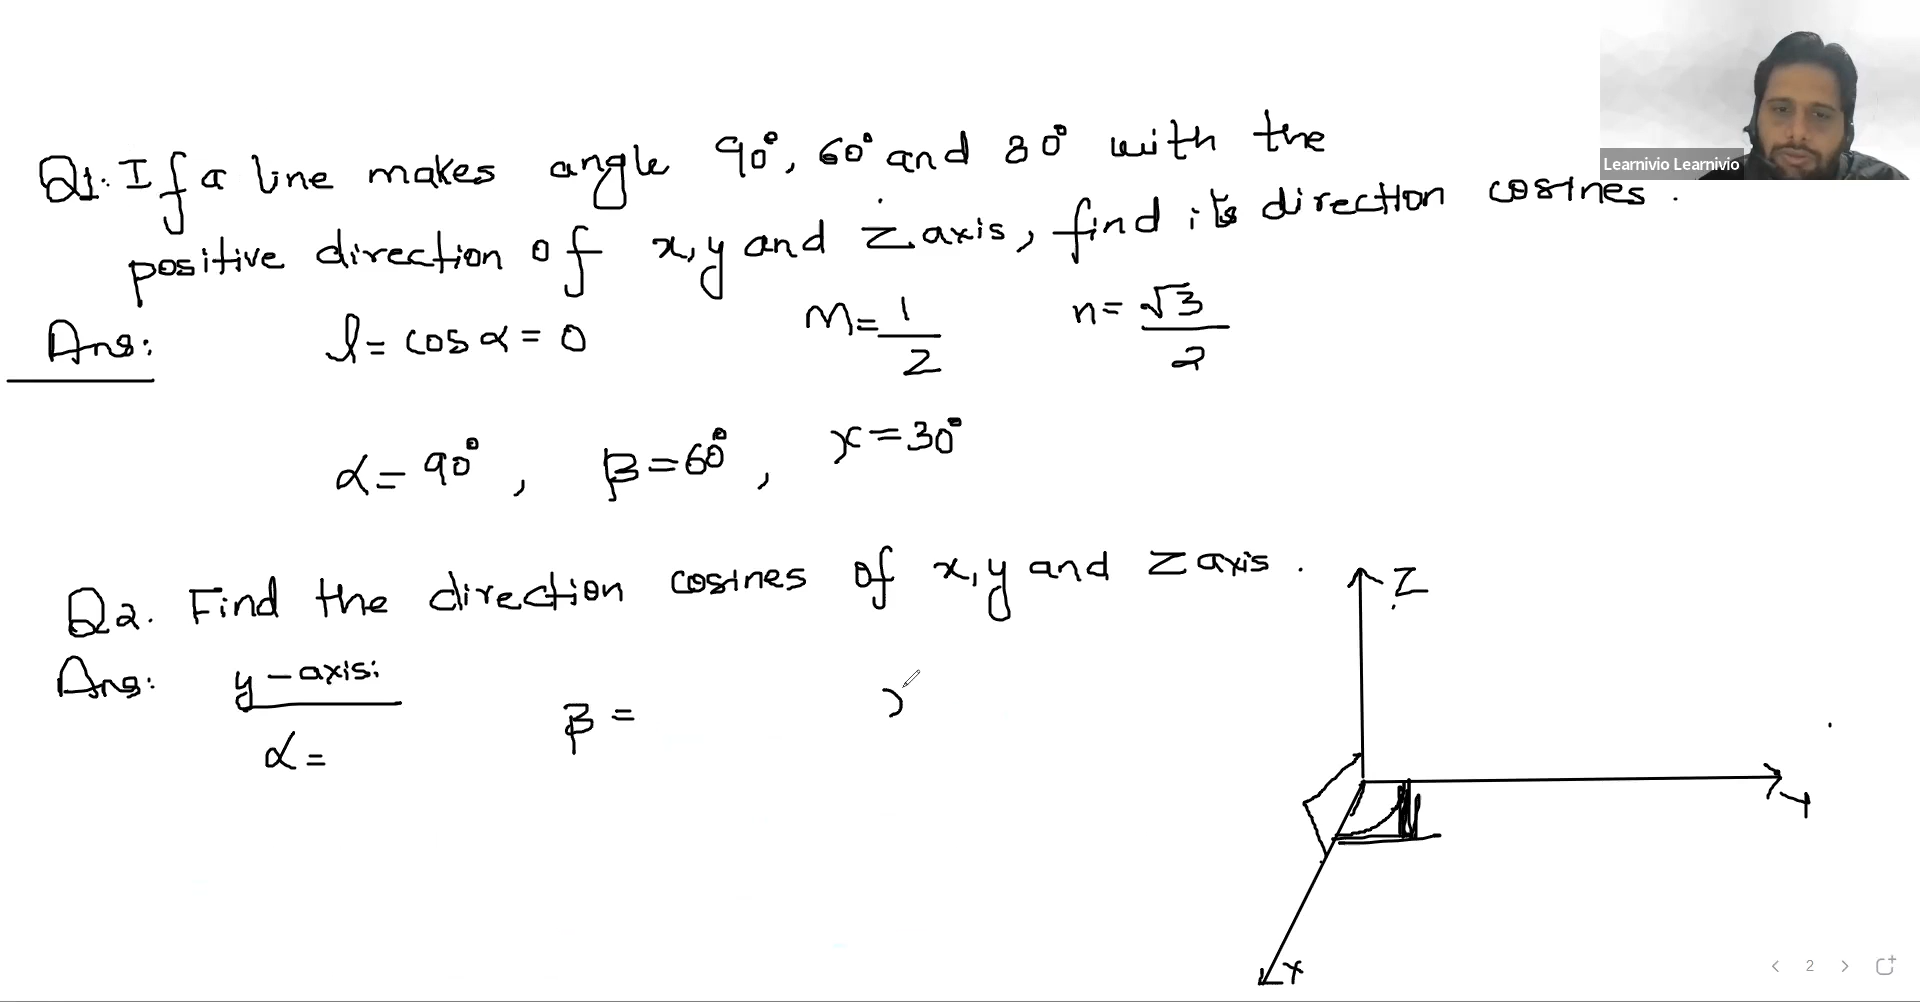 Q1. If a line makes angle 90°, 60° and 30° with the
positive direction of x, y and z axis, find its direction cosines.
Ans: l = cos α = 0 m = 1/2 n = √3/2
α = 90°, β = 60°, γ = 30°
Q2. Find the direction cosines of x, y and z axis.
Ans: y - axis:
α = β =
Z
Y
X
Learnivio Learnivio
2